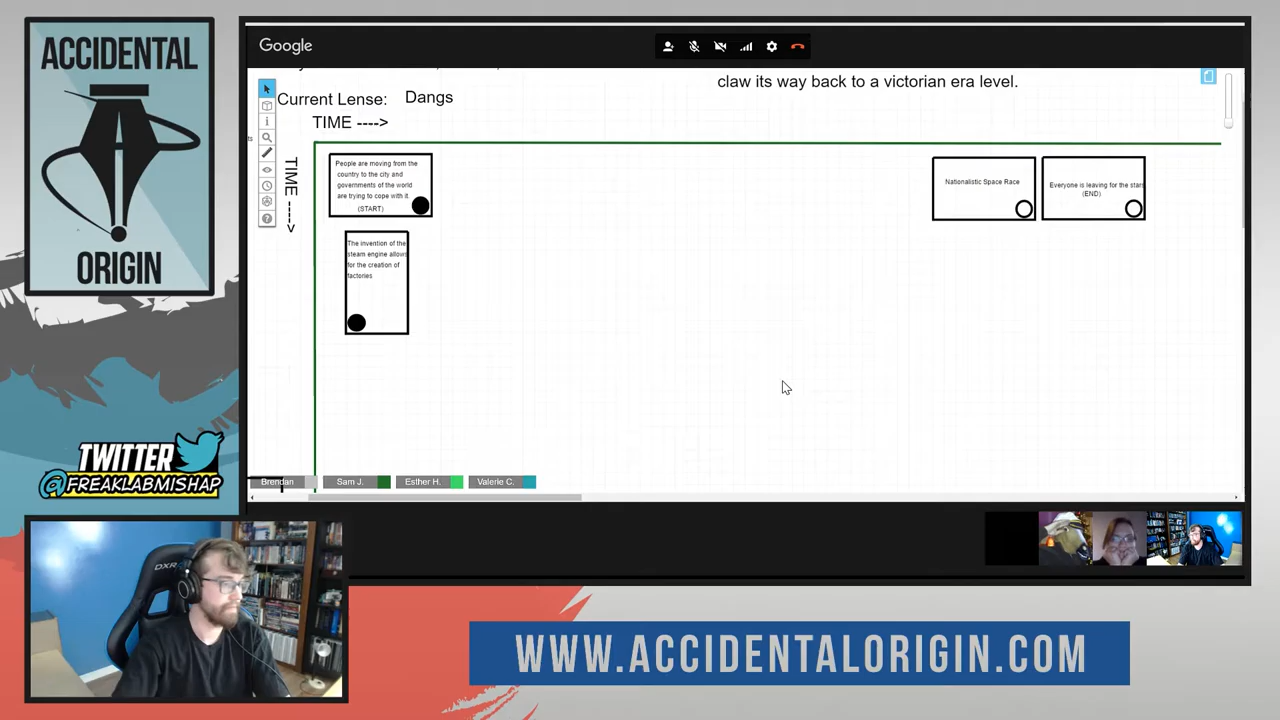 ACCIDENTAL
ORIGIN
Google
claw its way back to a victorian era level.
Current Lense: Dangs
TIME ---->
TIME ---->
People are moving from the
country to the city and
governments of the world
are trying to cope with it
(START)
The invention of the
steam engine allows
for the creation of
factories
Nationalistic Space Race
Everyone is leaving for the stars
(END)
Brendan
Sam J.
Esther H.
Valerie C.
TWITTER
@FREAKLABMISHAP
DXR
WWW.ACCIDENTALORIGIN.COM